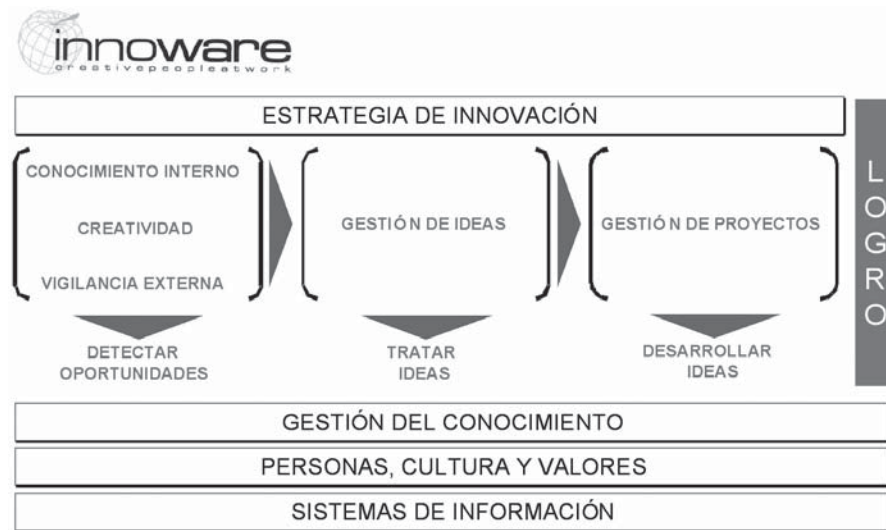 innoware
creativepeopleatwork
ESTRATEGIA DE INNOVACIÓN
CONOCIMIENTO INTERNO
CREATIVIDAD
VIGILANCIA EXTERNA
GESTIÓN DE IDEAS
GESTIÓN DE PROYECTOS
LOGRO
DETECTAR
OPORTUNIDADES
TRATAR
IDEAS
DESARROLLAR
IDEAS
GESTIÓN DEL CONOCIMIENTO
PERSONAS, CULTURA Y VALORES
SISTEMAS DE INFORMACIÓN